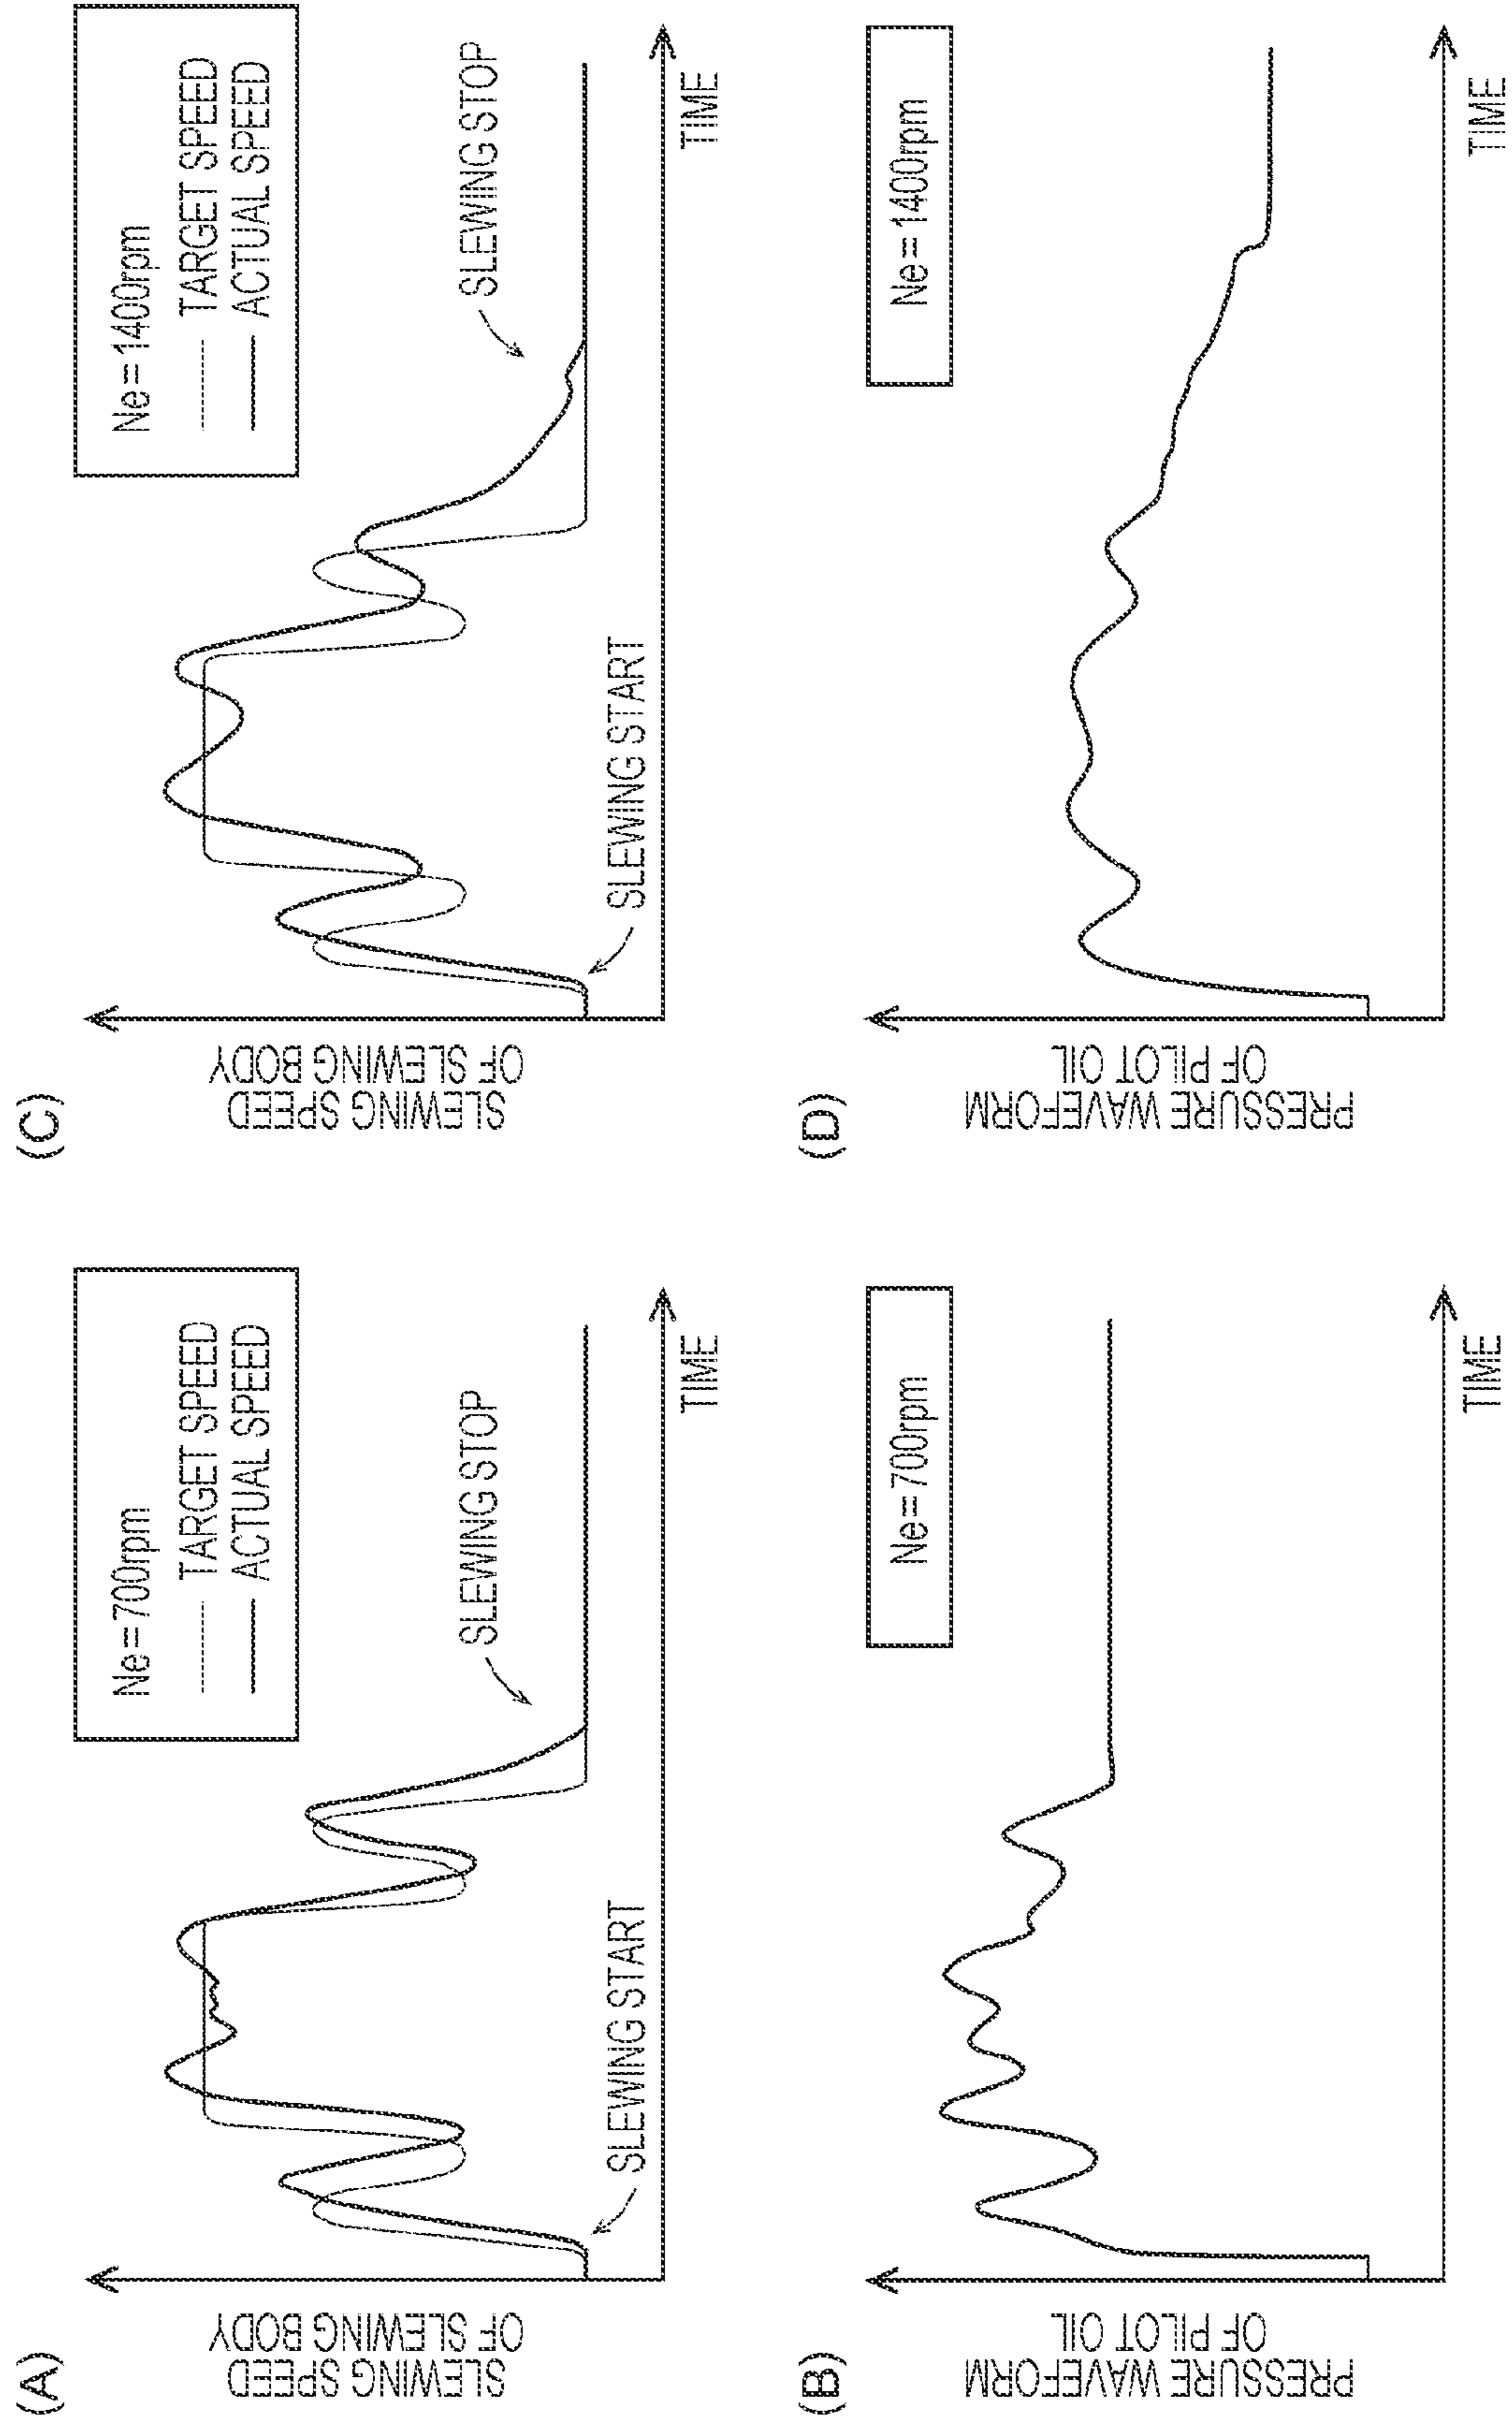 (A)
SLEWING SPEED
OF SLEWING BODY
Ne=700rpm
TARGET SPEED
ACTUAL SPEED
SLEWING STOP
SLEWING START
TIME
(B)
PRESSURE WAVEFORM
OF PILOT OIL
Ne=700rpm
TIME
(C)
SLEWING SPEED
OF SLEWING BODY
Ne=1400rpm
TARGET SPEED
ACTUAL SPEED
SLEWING STOP
SLEWING START
TIME
(D)
PRESSURE WAVEFORM
OF PILOT OIL
Ne=1400rpm
TIME